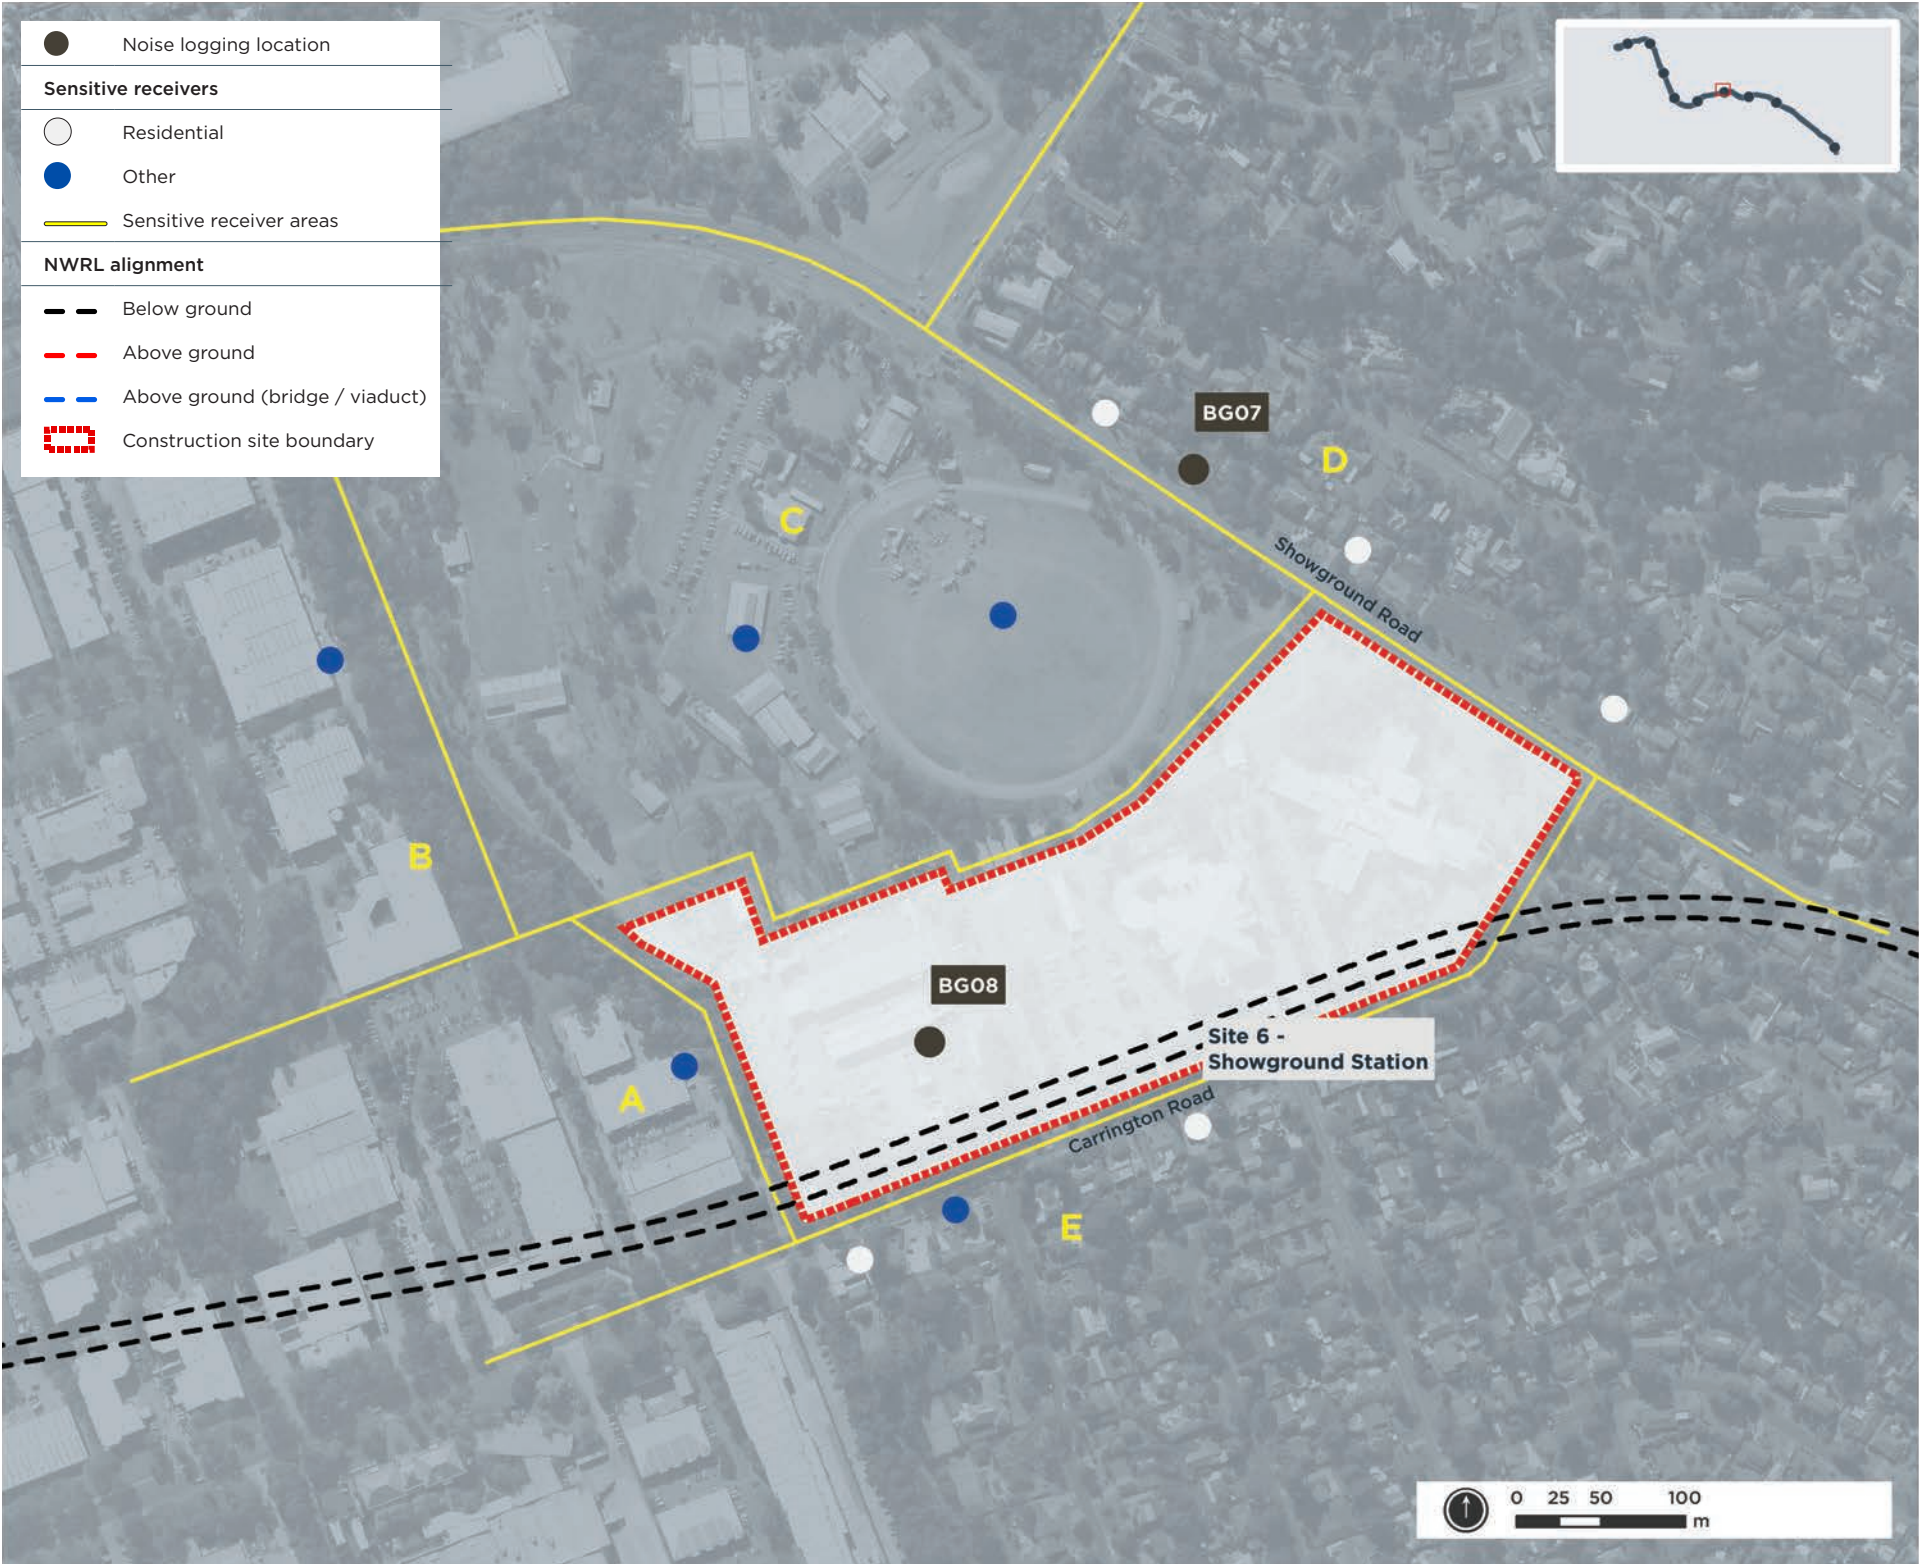 Noise logging location
Sensitive receivers
Residential
Other
Sensitive receiver areas
NWRL alignment
Below ground
Above ground
Above ground (bridge / viaduct)
Construction site boundary
BG07
D
C
Showground Road
B
BG08
Site 6 -
Showground Station
A
Carrington Road
E
0 25 50 100
m